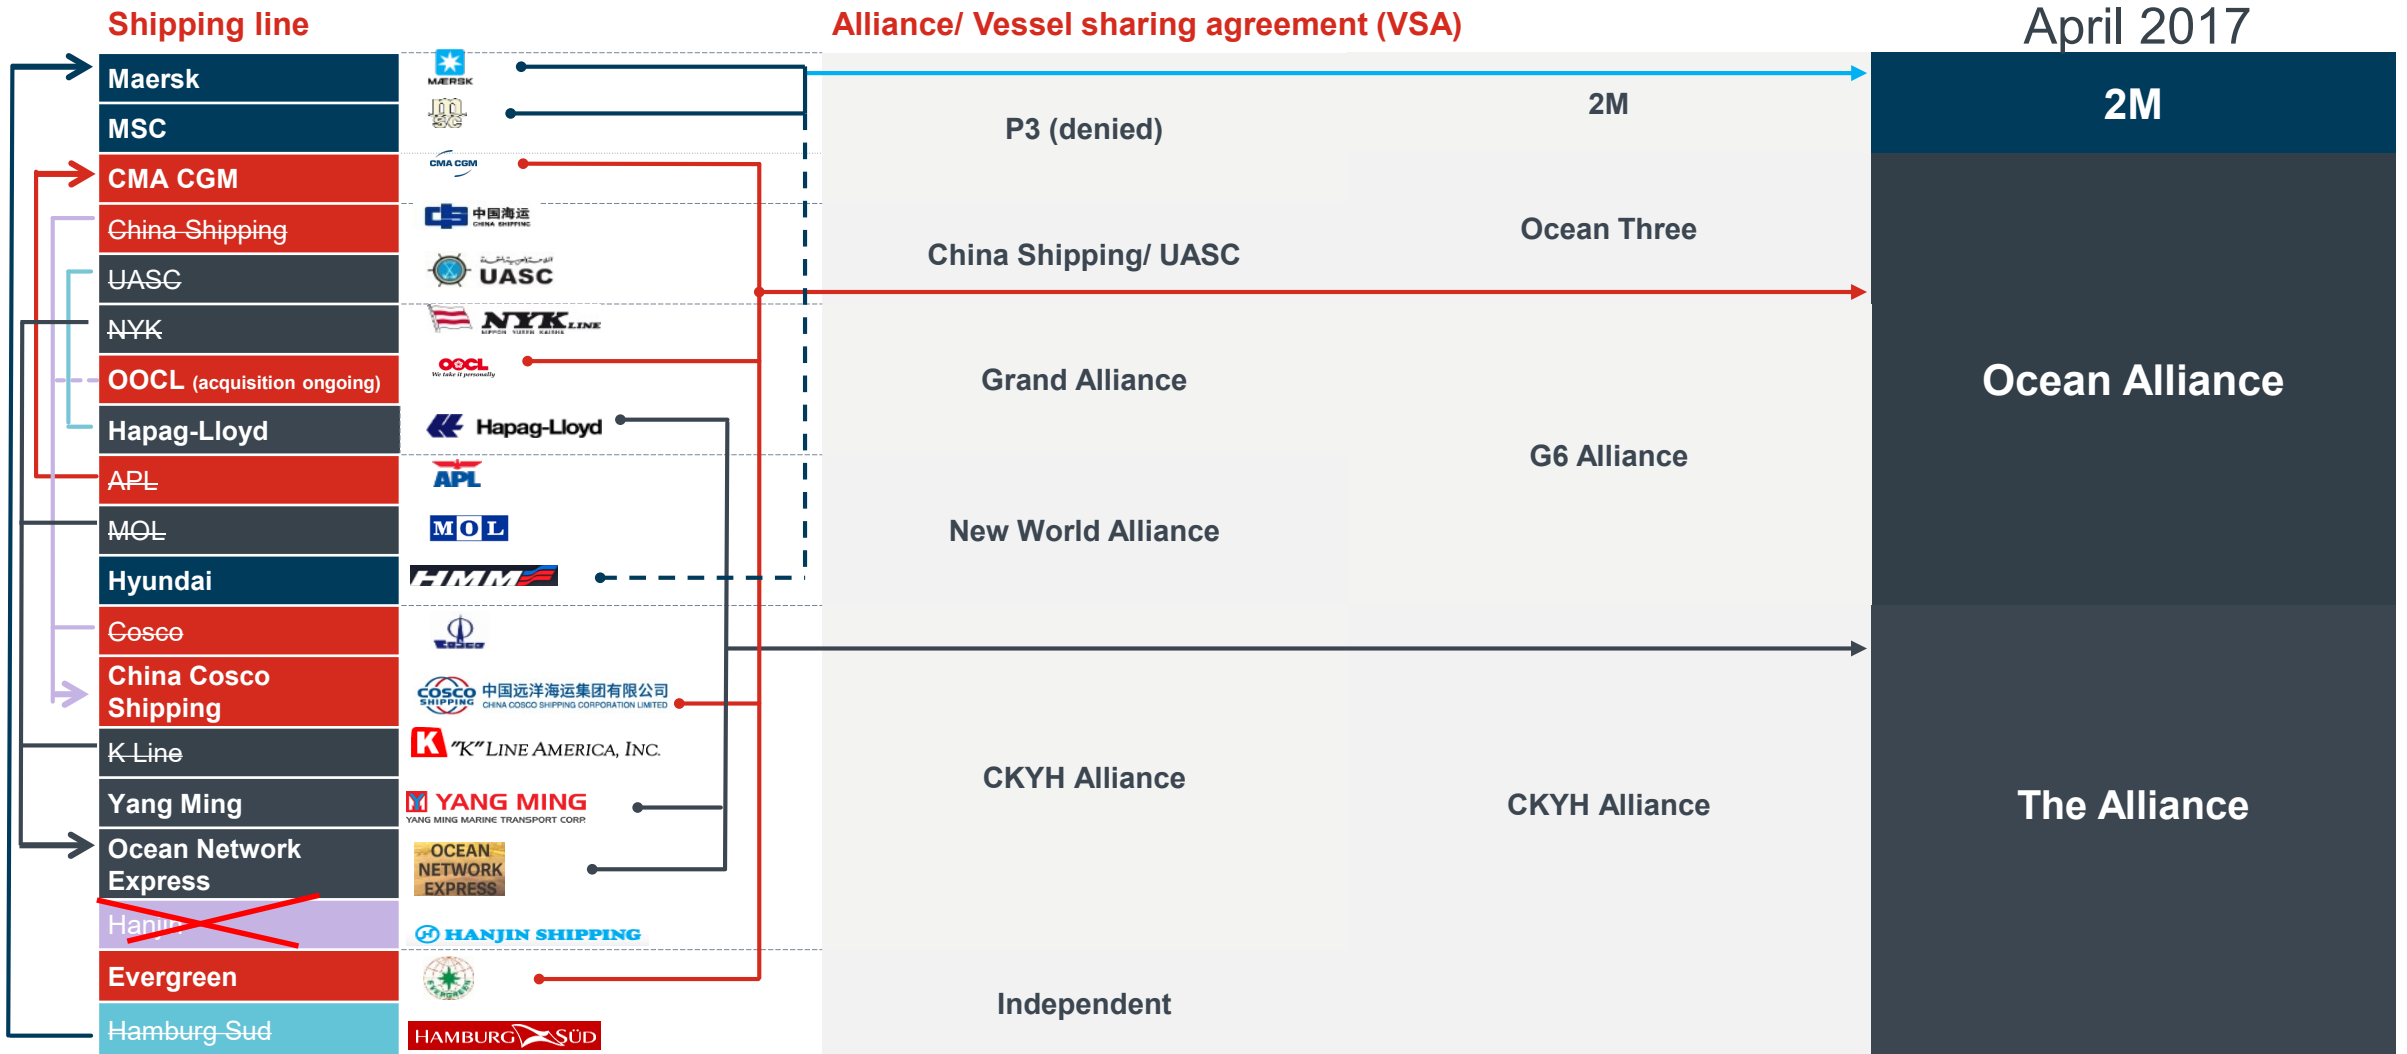 Shipping line
Alliance/ Vessel sharing agreement (VSA)
April 2017
Maersk
MAERSK
MSC
msc
CMA CGM
CMA CGM
China Shipping
中国海运
CHINA SHIPPING
UASC
UASC
NYK
NYK LINE
NIPPON YUSEN KAISHA
OOCL (acquisition ongoing)
OOCL
We take it personally
Hapag-Lloyd
Hapag-Lloyd
APL
APL
MOL
MOL
Hyundai
HMM
Cosco
COSCO
China Cosco
Shipping
COSCO
SHIPPING
中国远洋海运集团有限公司
CHINA COSCO SHIPPING CORPORATION LIMITED
K Line
K "K" LINE AMERICA, INC.
Yang Ming
YANG MING
YANG MING MARINE TRANSPORT CORP.
Ocean Network
Express
OCEAN
NETWORK
EXPRESS
Hanjin
H HANJIN SHIPPING
Evergreen
EVERGREEN
Hamburg Sud
HAMBURG SÜD
P3 (denied)
China Shipping/ UASC
Grand Alliance
New World Alliance
CKYH Alliance
Independent
2M
Ocean Three
G6 Alliance
CKYH Alliance
2M
Ocean Alliance
The Alliance